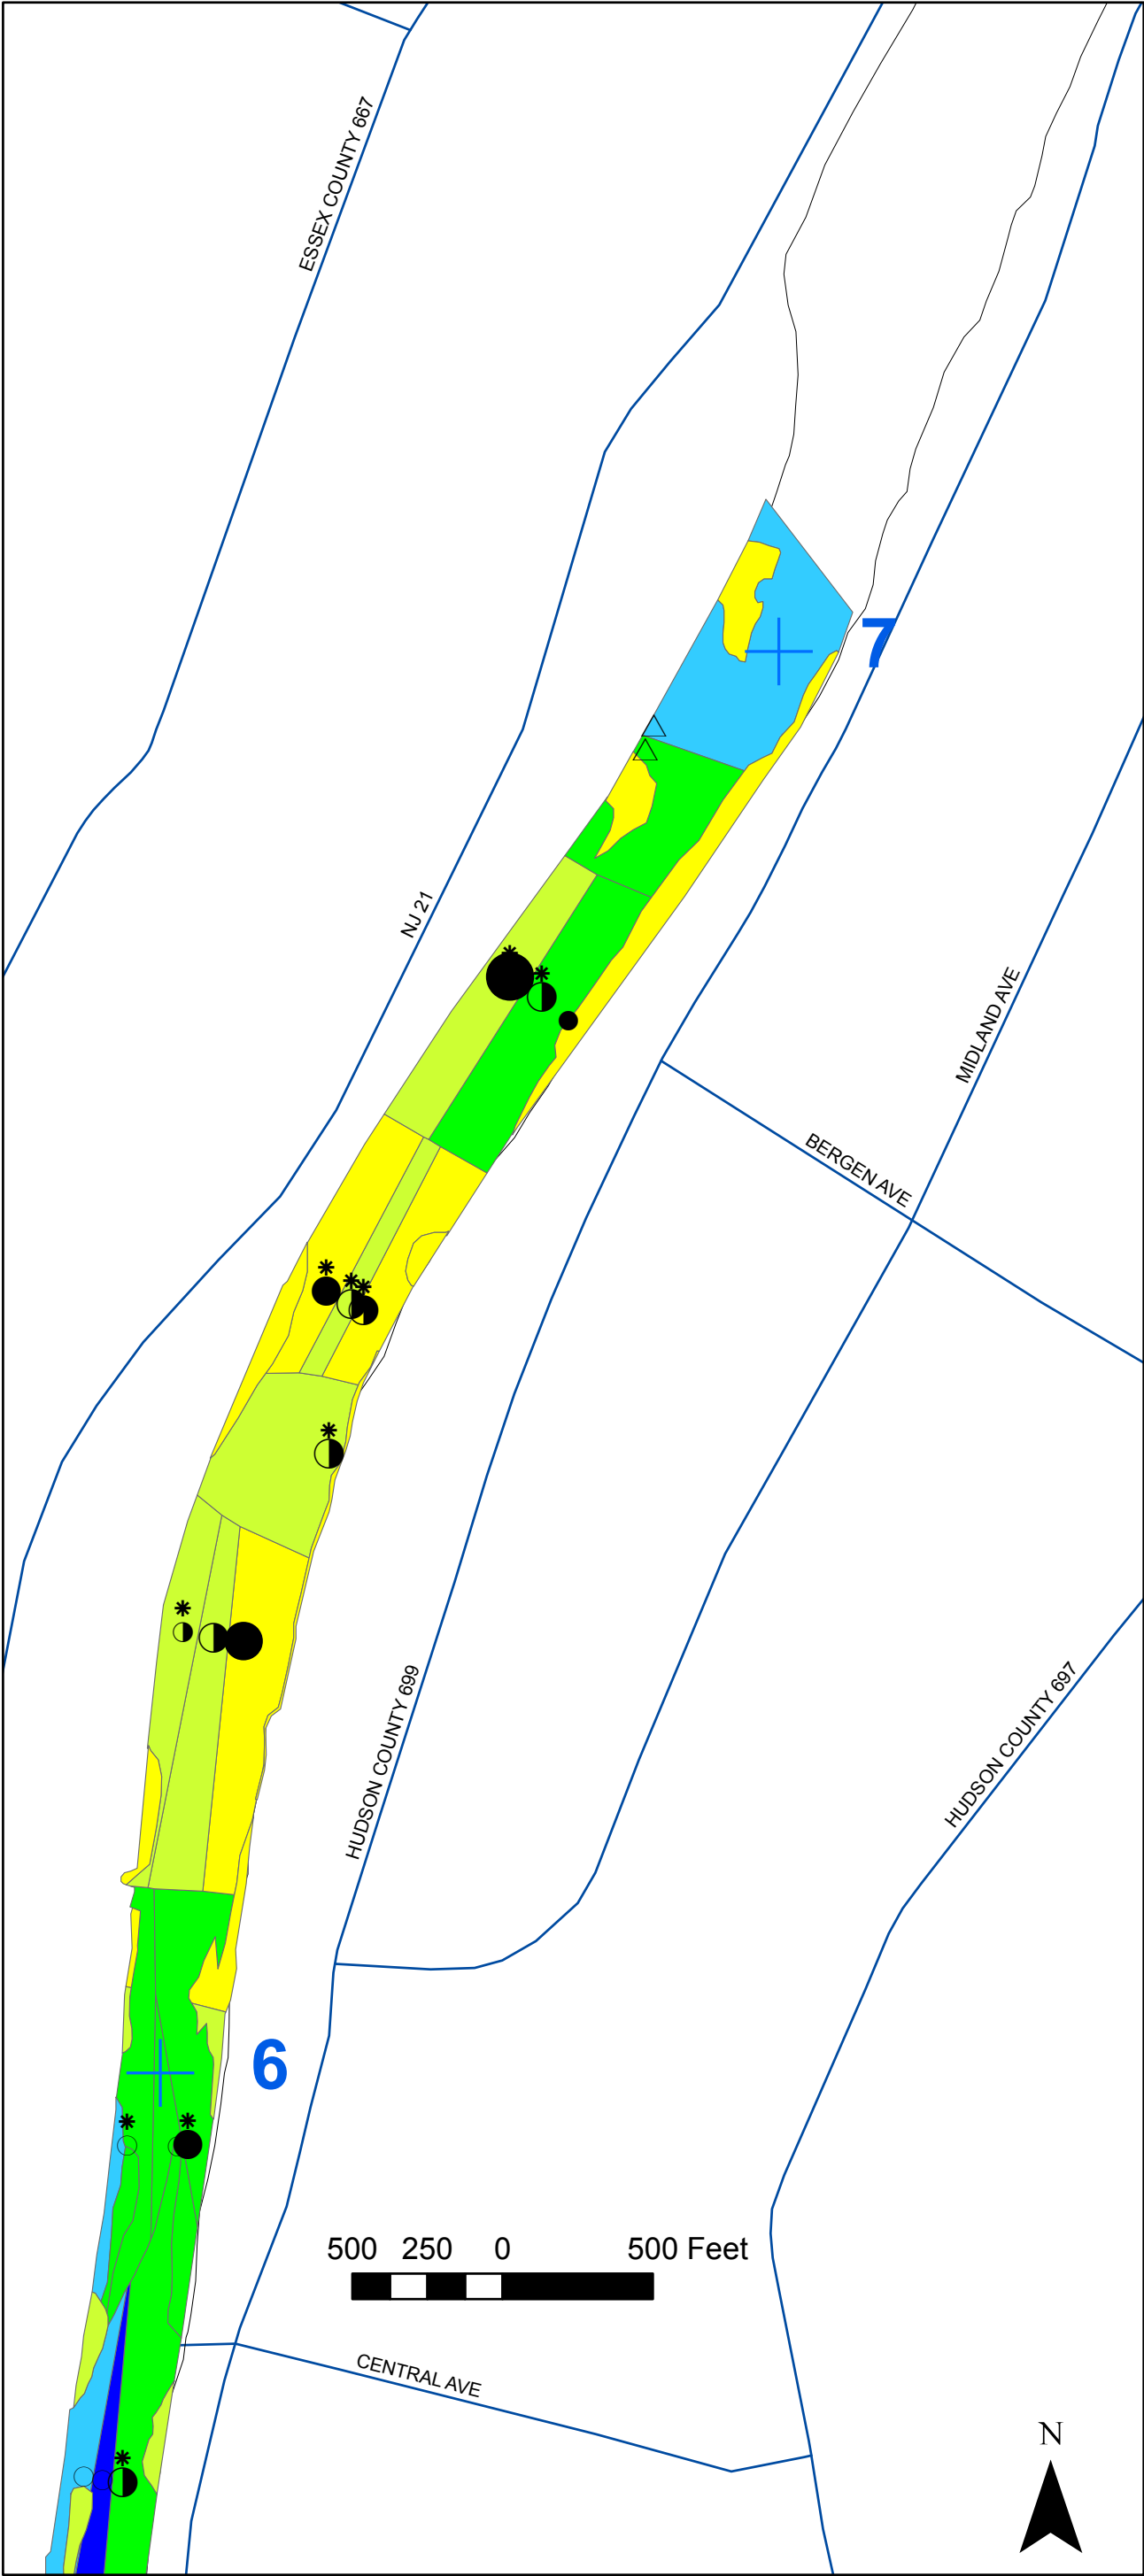 ESSEX COUNTY 667
7
NJ 21
MIDLAND AVE
BERGEN AVE
HUDSON COUNTY 699
HUDSON COUNTY 697
6
500 250 0 500 Feet
CENTRAL AVE
N